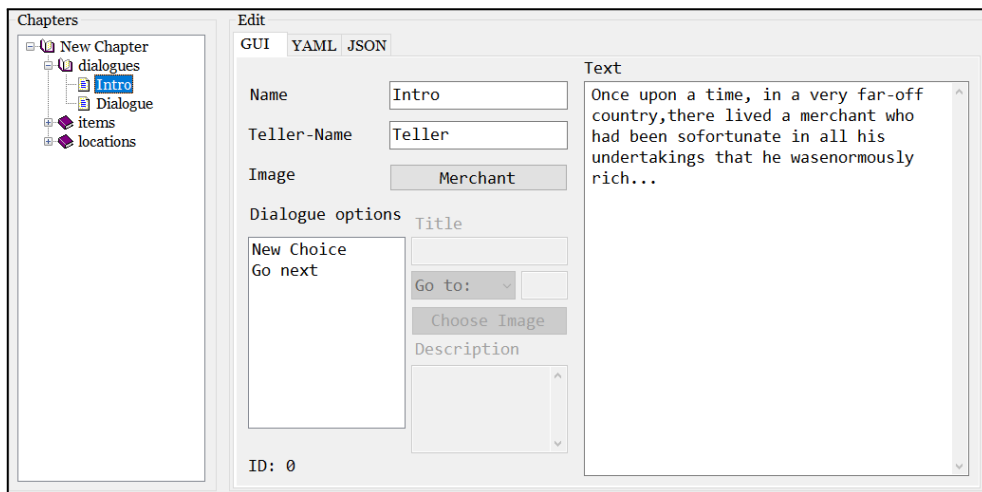 Chapters
New Chapter
dialogues
Intro
Dialogue
items
locations
Edit
GUI YAML JSON
Name
Intro
Teller-Name
Teller
Image
Merchant
Dialogue options
New Choice
Go next
Title
Go to:
Choose Image
Description
ID: 0
Text
Once upon a time, in a very far-off
country,there lived a merchant who
had been sofortunate in all his
undertakings that he wasenormously
rich...